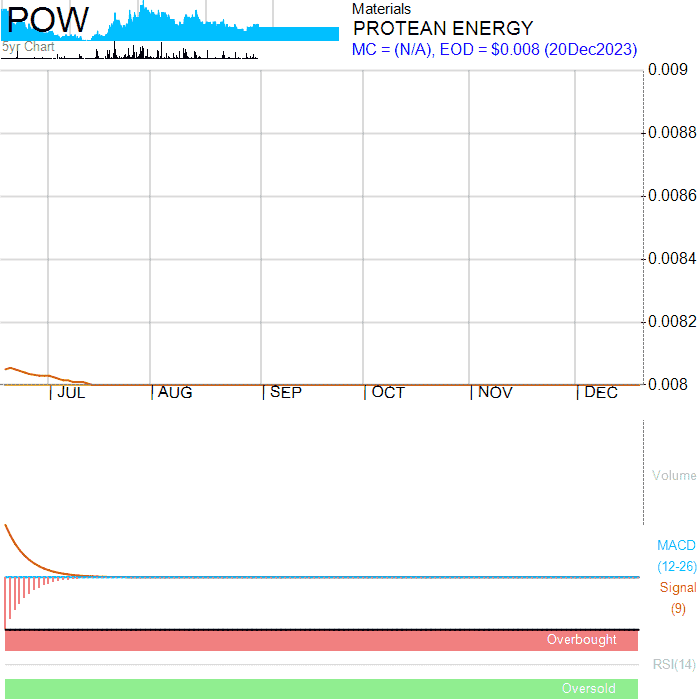 POW
5yr Chart
Materials
PROTEAN ENERGY
MC = (N/A), EOD = $0.008 (20Dec2023)
0.009
0.0088
0.0086
0.0084
0.0082
0.008
JUL AUG SEP OCT NOV DEC
Volume
MACD
(12-26)
Signal
(9)
Overbought
RSI(14)
Oversold